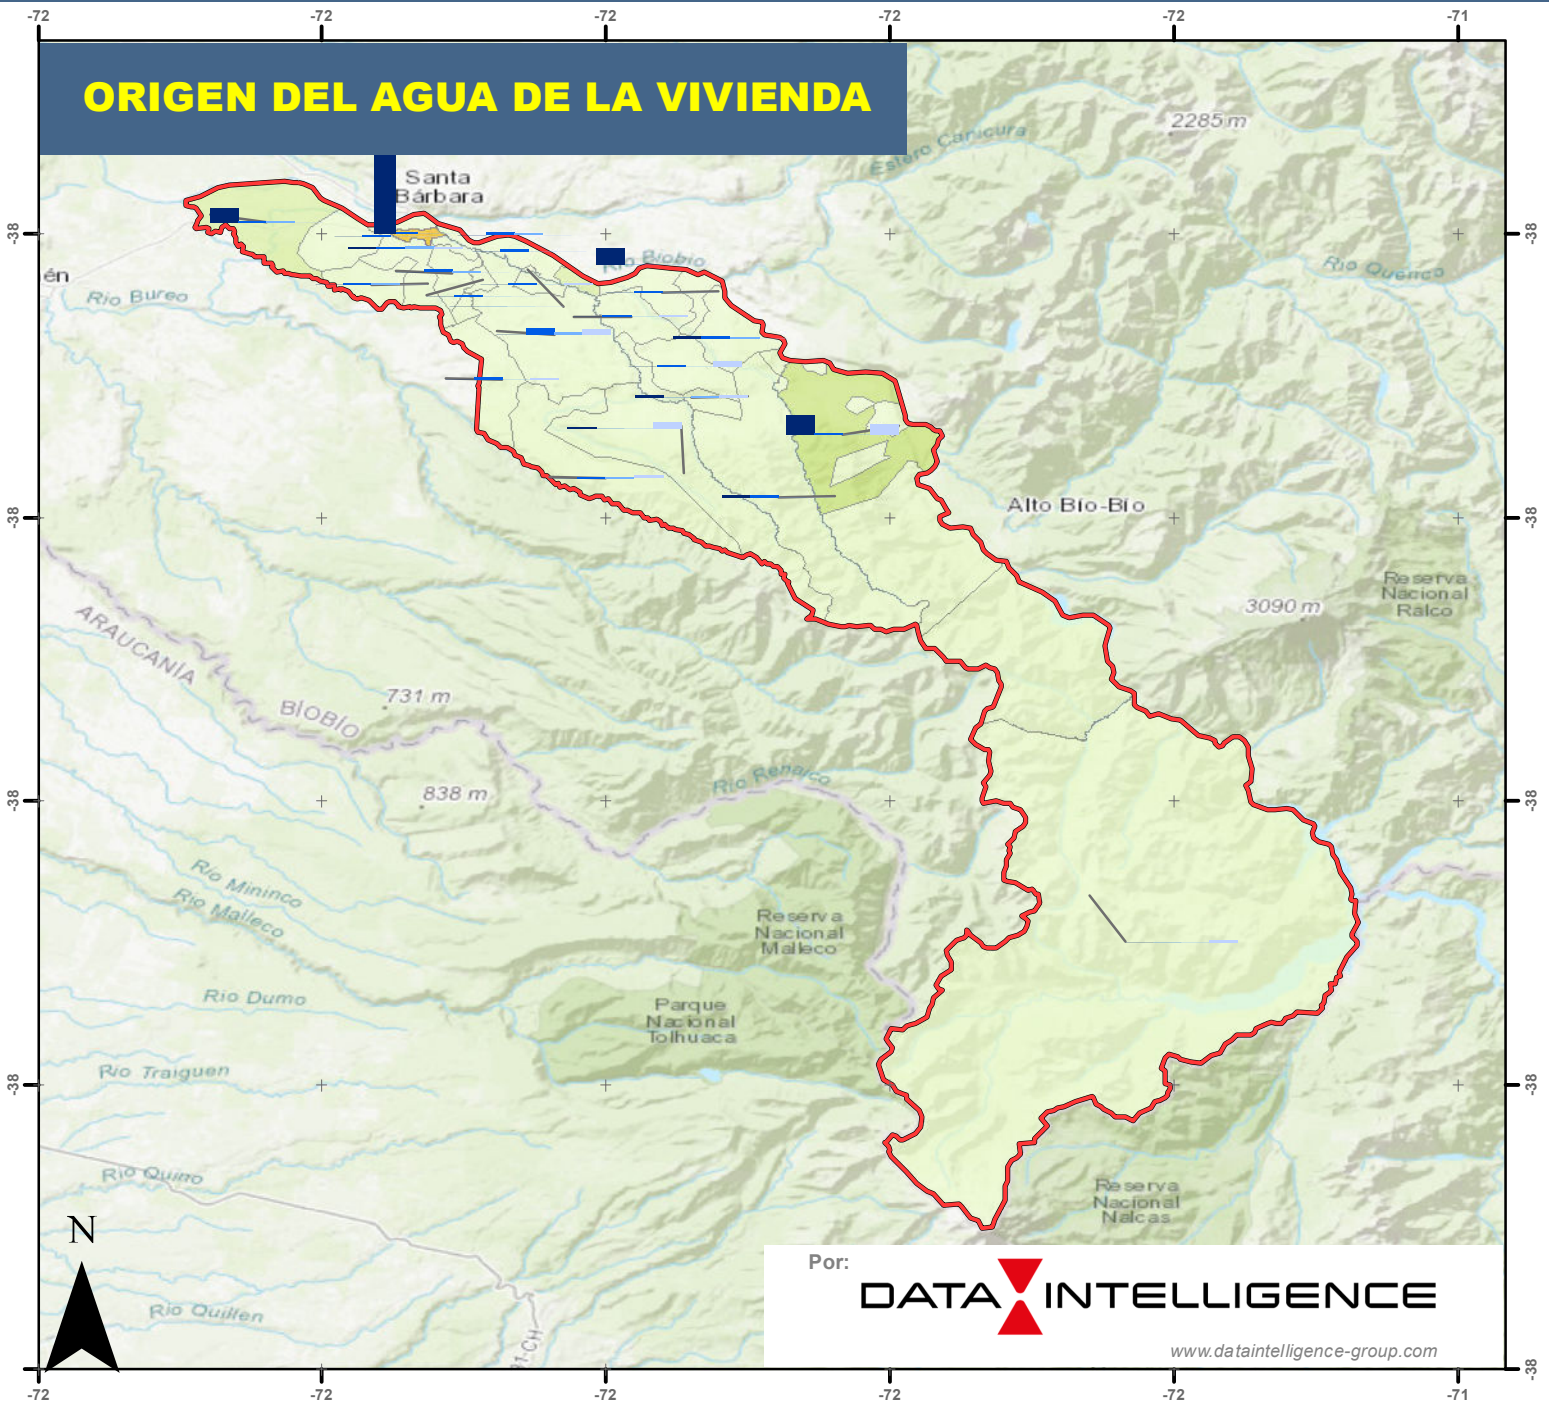 -72 -72 -72 -72 -72 -71
ORIGEN DEL AGUA DE LA VIVIENDA
2285 m
Estero Canicura
Santa
Bárbara
-38 -38
Río Biobío
Río Queuco
én
Río Bureo
Alto Bío-Bío
-38 -38
Reserva
Nacional
Ralco
3090 m
ARAUCANÍA
BÍOBÍO
731 m
Río Renaico
838 m
-38 -38
Río Mininco
Río Malleco
Reserva
Nacional
Malleco
Río Dumo
Parque
Nacional
Tolhuaca
Río Traiguen
-38 -38
Río Quino
Reserva
Nacional
Nalcas
N
Por:
DATA INTELLIGENCE
Río Quillen
www.dataintelligence-group.com
-38
-72 -72 -72 -72 -72 -71